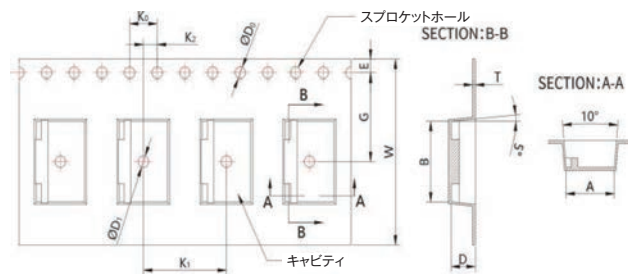 K₀
K₂
ØD₀
スプロケットホール
E
G
W
B
B
A
A
ØD₁
K₁
キャビティ
SECTION:B-B
T
5°
B
D
SECTION:A-A
10°
A